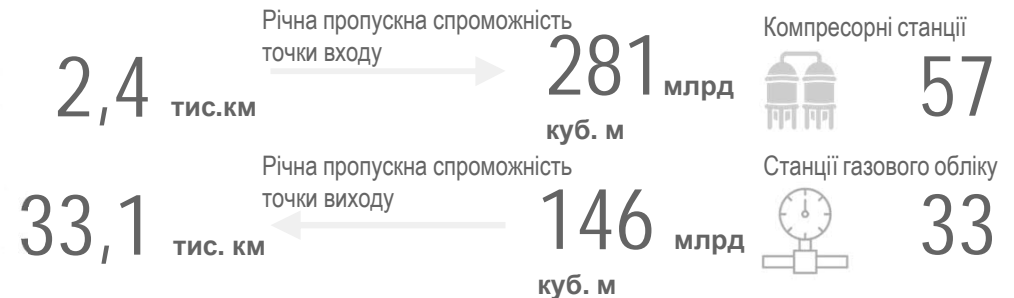 2,4 тис.км
Річна пропускна спроможність
точки входу
281 млрд
куб. м
Компресорні станції
57
33,1 тис. км
Річна пропускна спроможність
точки виходу
146 млрд
куб. м
Станції газового обліку
33